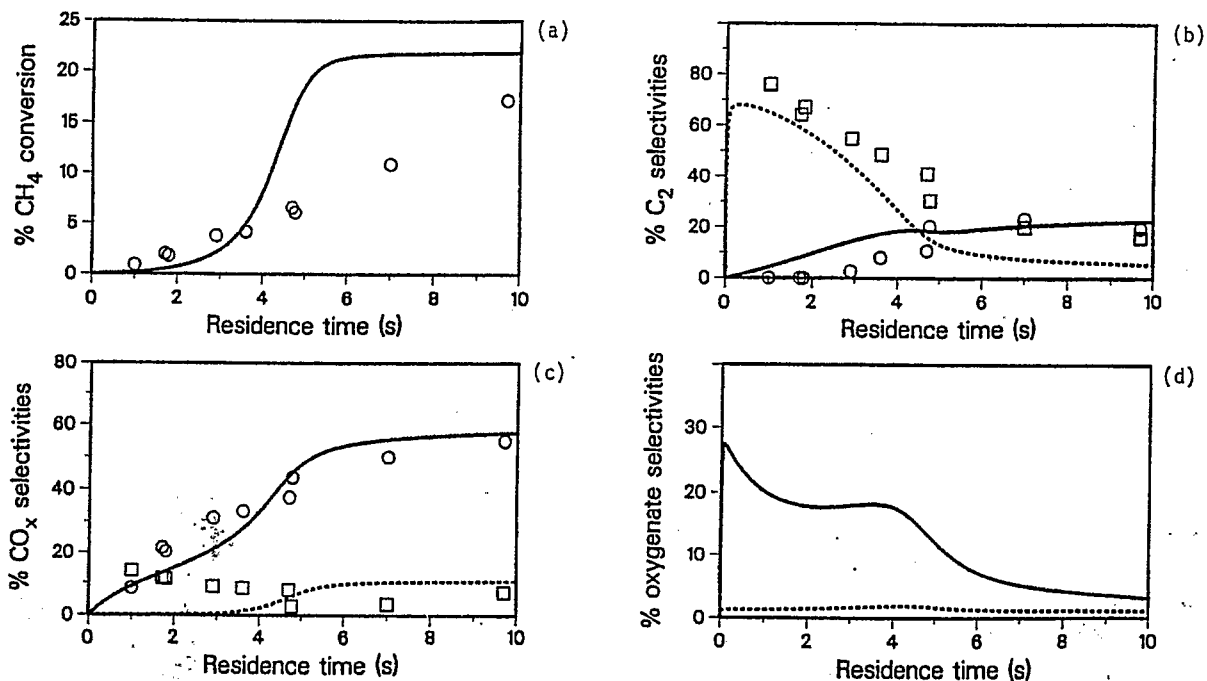 (a)
25
20
15
10
5
0
% CH4 conversion
0 2 4 6 8 10
Residence time (s)
(b)
80
60
40
20
0
% C2 selectivities
0 2 4 6 8 10
Residence time (s)
(c)
80
60
40
20
0
% COx selectivities
0 2 4 6 8 10
Residence time (s)
(d)
30
20
10
0
% oxygenate selectivities
0 2 4 6 8 10
Residence time (s)